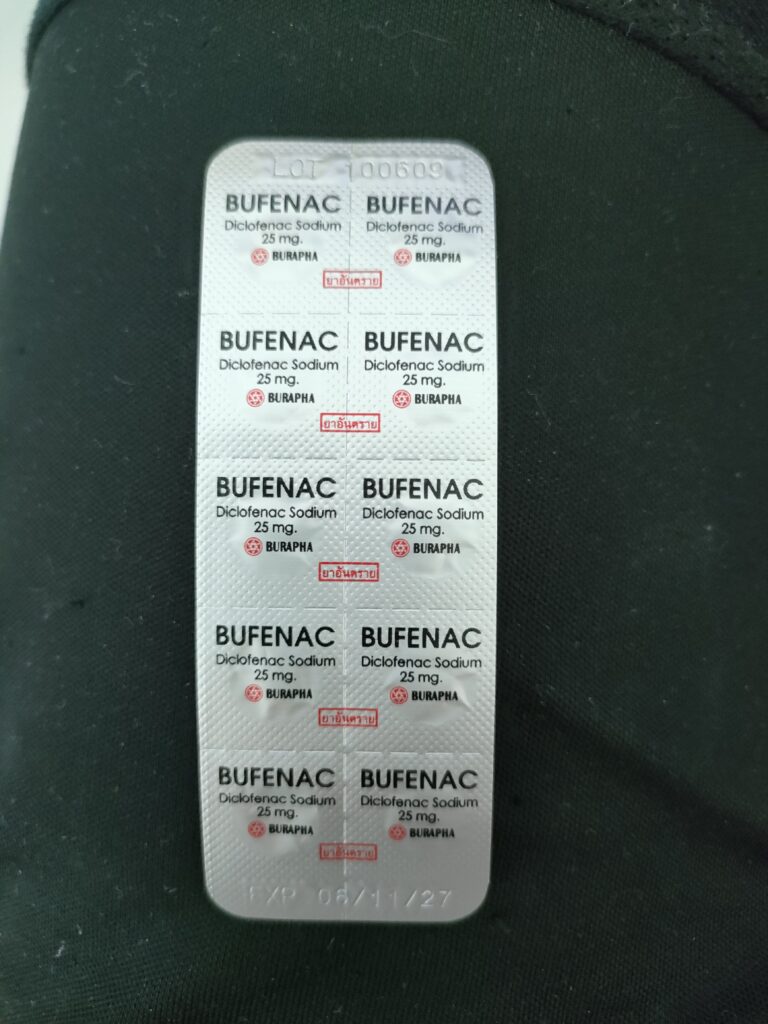 LOT 100609
BUFENAC BUFENAC
Diclofenac Sodium Diclofenac Sodium
25 mg. 25 mg.
BURAPHA BURAPHA
ยาอันตราย
BUFENAC BUFENAC
Diclofenac Sodium Diclofenac Sodium
25 mg. 25 mg.
BURAPHA BURAPHA
ยาอันตราย
BUFENAC BUFENAC
Diclofenac Sodium Diclofenac Sodium
25 mg. 25 mg.
BURAPHA BURAPHA
ยาอันตราย
BUFENAC BUFENAC
Diclofenac Sodium Diclofenac Sodium
25 mg. 25 mg.
BURAPHA BURAPHA
ยาอันตราย
BUFENAC BUFENAC
Diclofenac Sodium Diclofenac Sodium
25 mg. 25 mg.
BURAPHA BURAPHA
ยาอันตราย
EXP 06/11/27